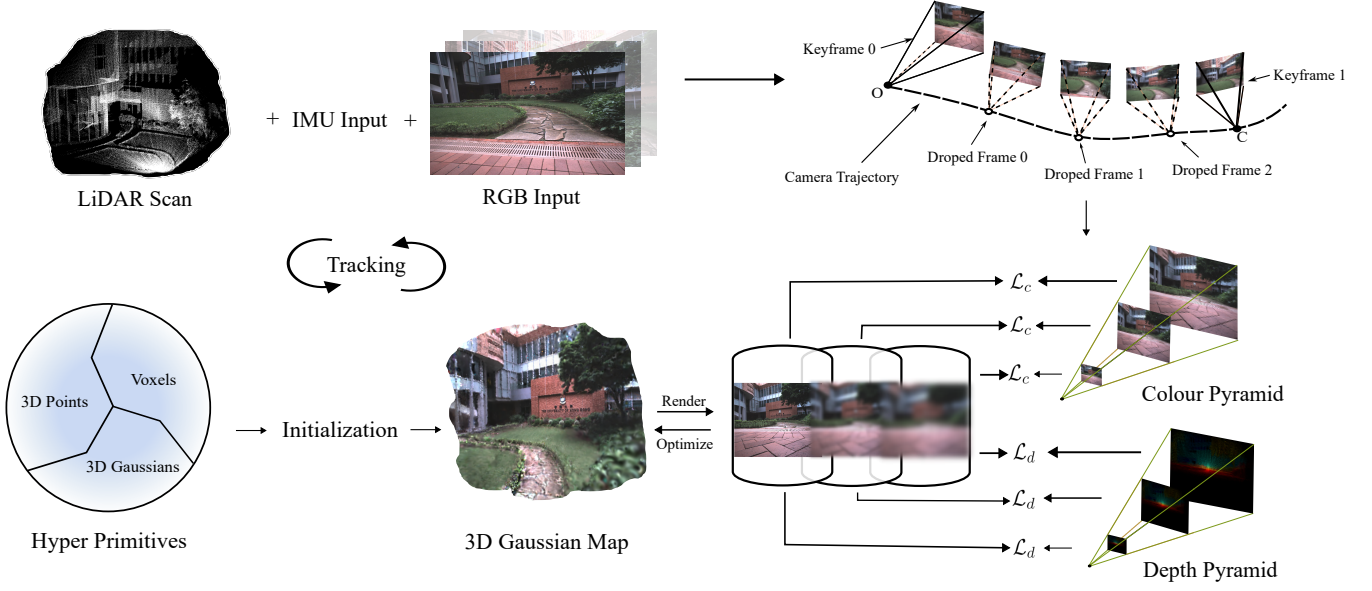 Keyframe 0
Keyframe 1
O
C
Droped Frame 0
Droped Frame 1
Droped Frame 2
Camera Trajectory
+ IMU Input +
LiDAR Scan
RGB Input
Tracking
3D Points
Voxels
3D Gaussians
Hyper Primitives
Initialization
3D Gaussian Map
Render
Optimize
ℒc
ℒc
ℒc
Colour Pyramid
ℒd
ℒd
ℒd
Depth Pyramid